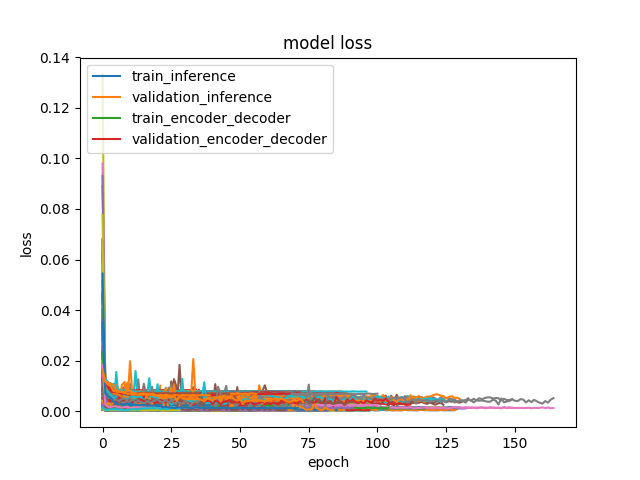 model loss
train_inference
validation_inference
train_encoder_decoder
validation_encoder_decoder
loss
0.14
0.12
0.10
0.08
0.06
0.04
0.02
0.00
0 25 50 75 100 125 150
epoch